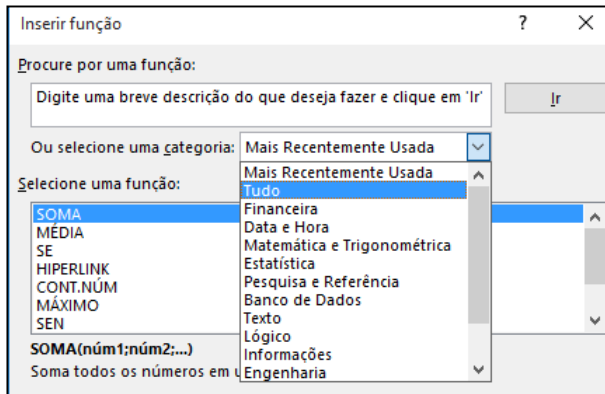 Inserir função ? X
Procure por uma função:
Digite uma breve descrição do que deseja fazer e clique em 'Ir'
Ir
Ou selecione uma categoria: Mais Recentemente Usada
Mais Recentemente Usada
Tudo
Financeira
Data e Hora
Matemática e Trigonométrica
Estatística
Pesquisa e Referência
Banco de Dados
Texto
Lógico
Informações
Engenharia
Selecione uma função:
SOMA
MÉDIA
SE
HIPERLINK
CONT.NÚM
MÁXIMO
SEN
SOMA(núm1;núm2;...)
Soma todos os números em